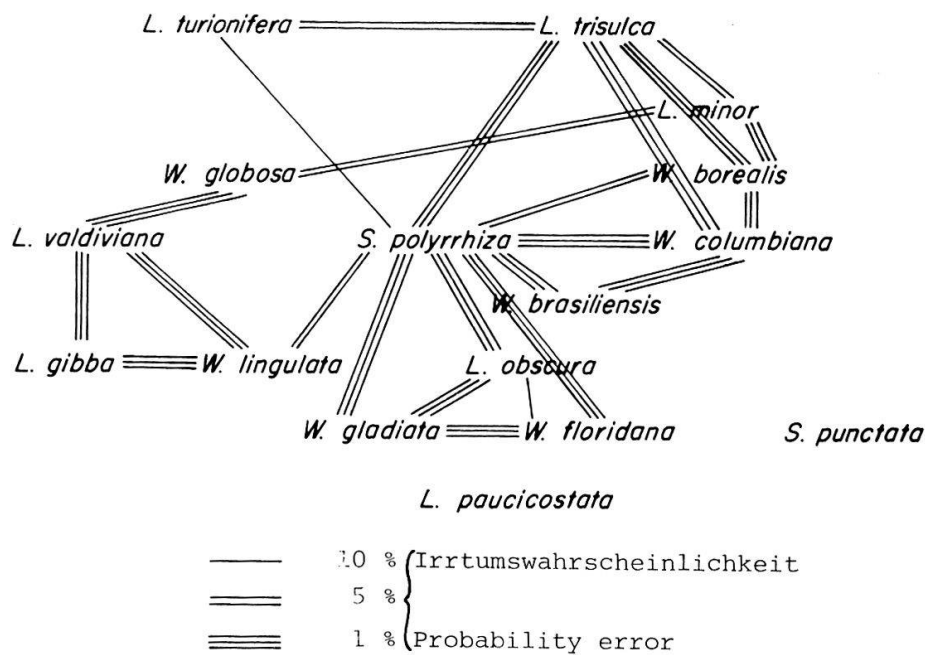 L. turionifera L. trisulca
L. minor
W. globosa W. borealis
L. valdiviana S. polyrrhiza W. columbiana
W. brasiliensis
L. gibba W. lingulata L. obscura
W. gladiata W. floridana S. punctata
L. paucicostata
10 % Irrtumswahrscheinlichkeit
5 %
1 % Probability error